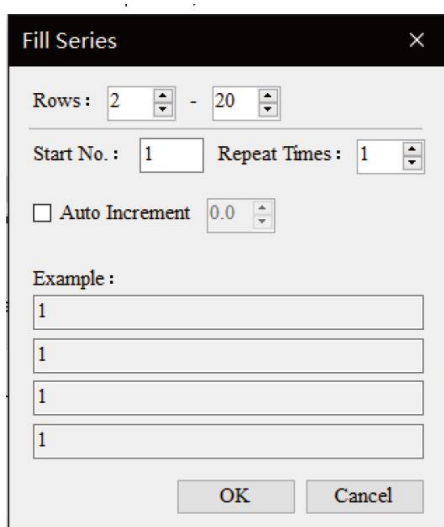 Fill Series
Rows: 2 - 20
Start No.: 1 Repeat Times: 1
Auto Increment 0.0
Example:
1
1
1
1
OK Cancel